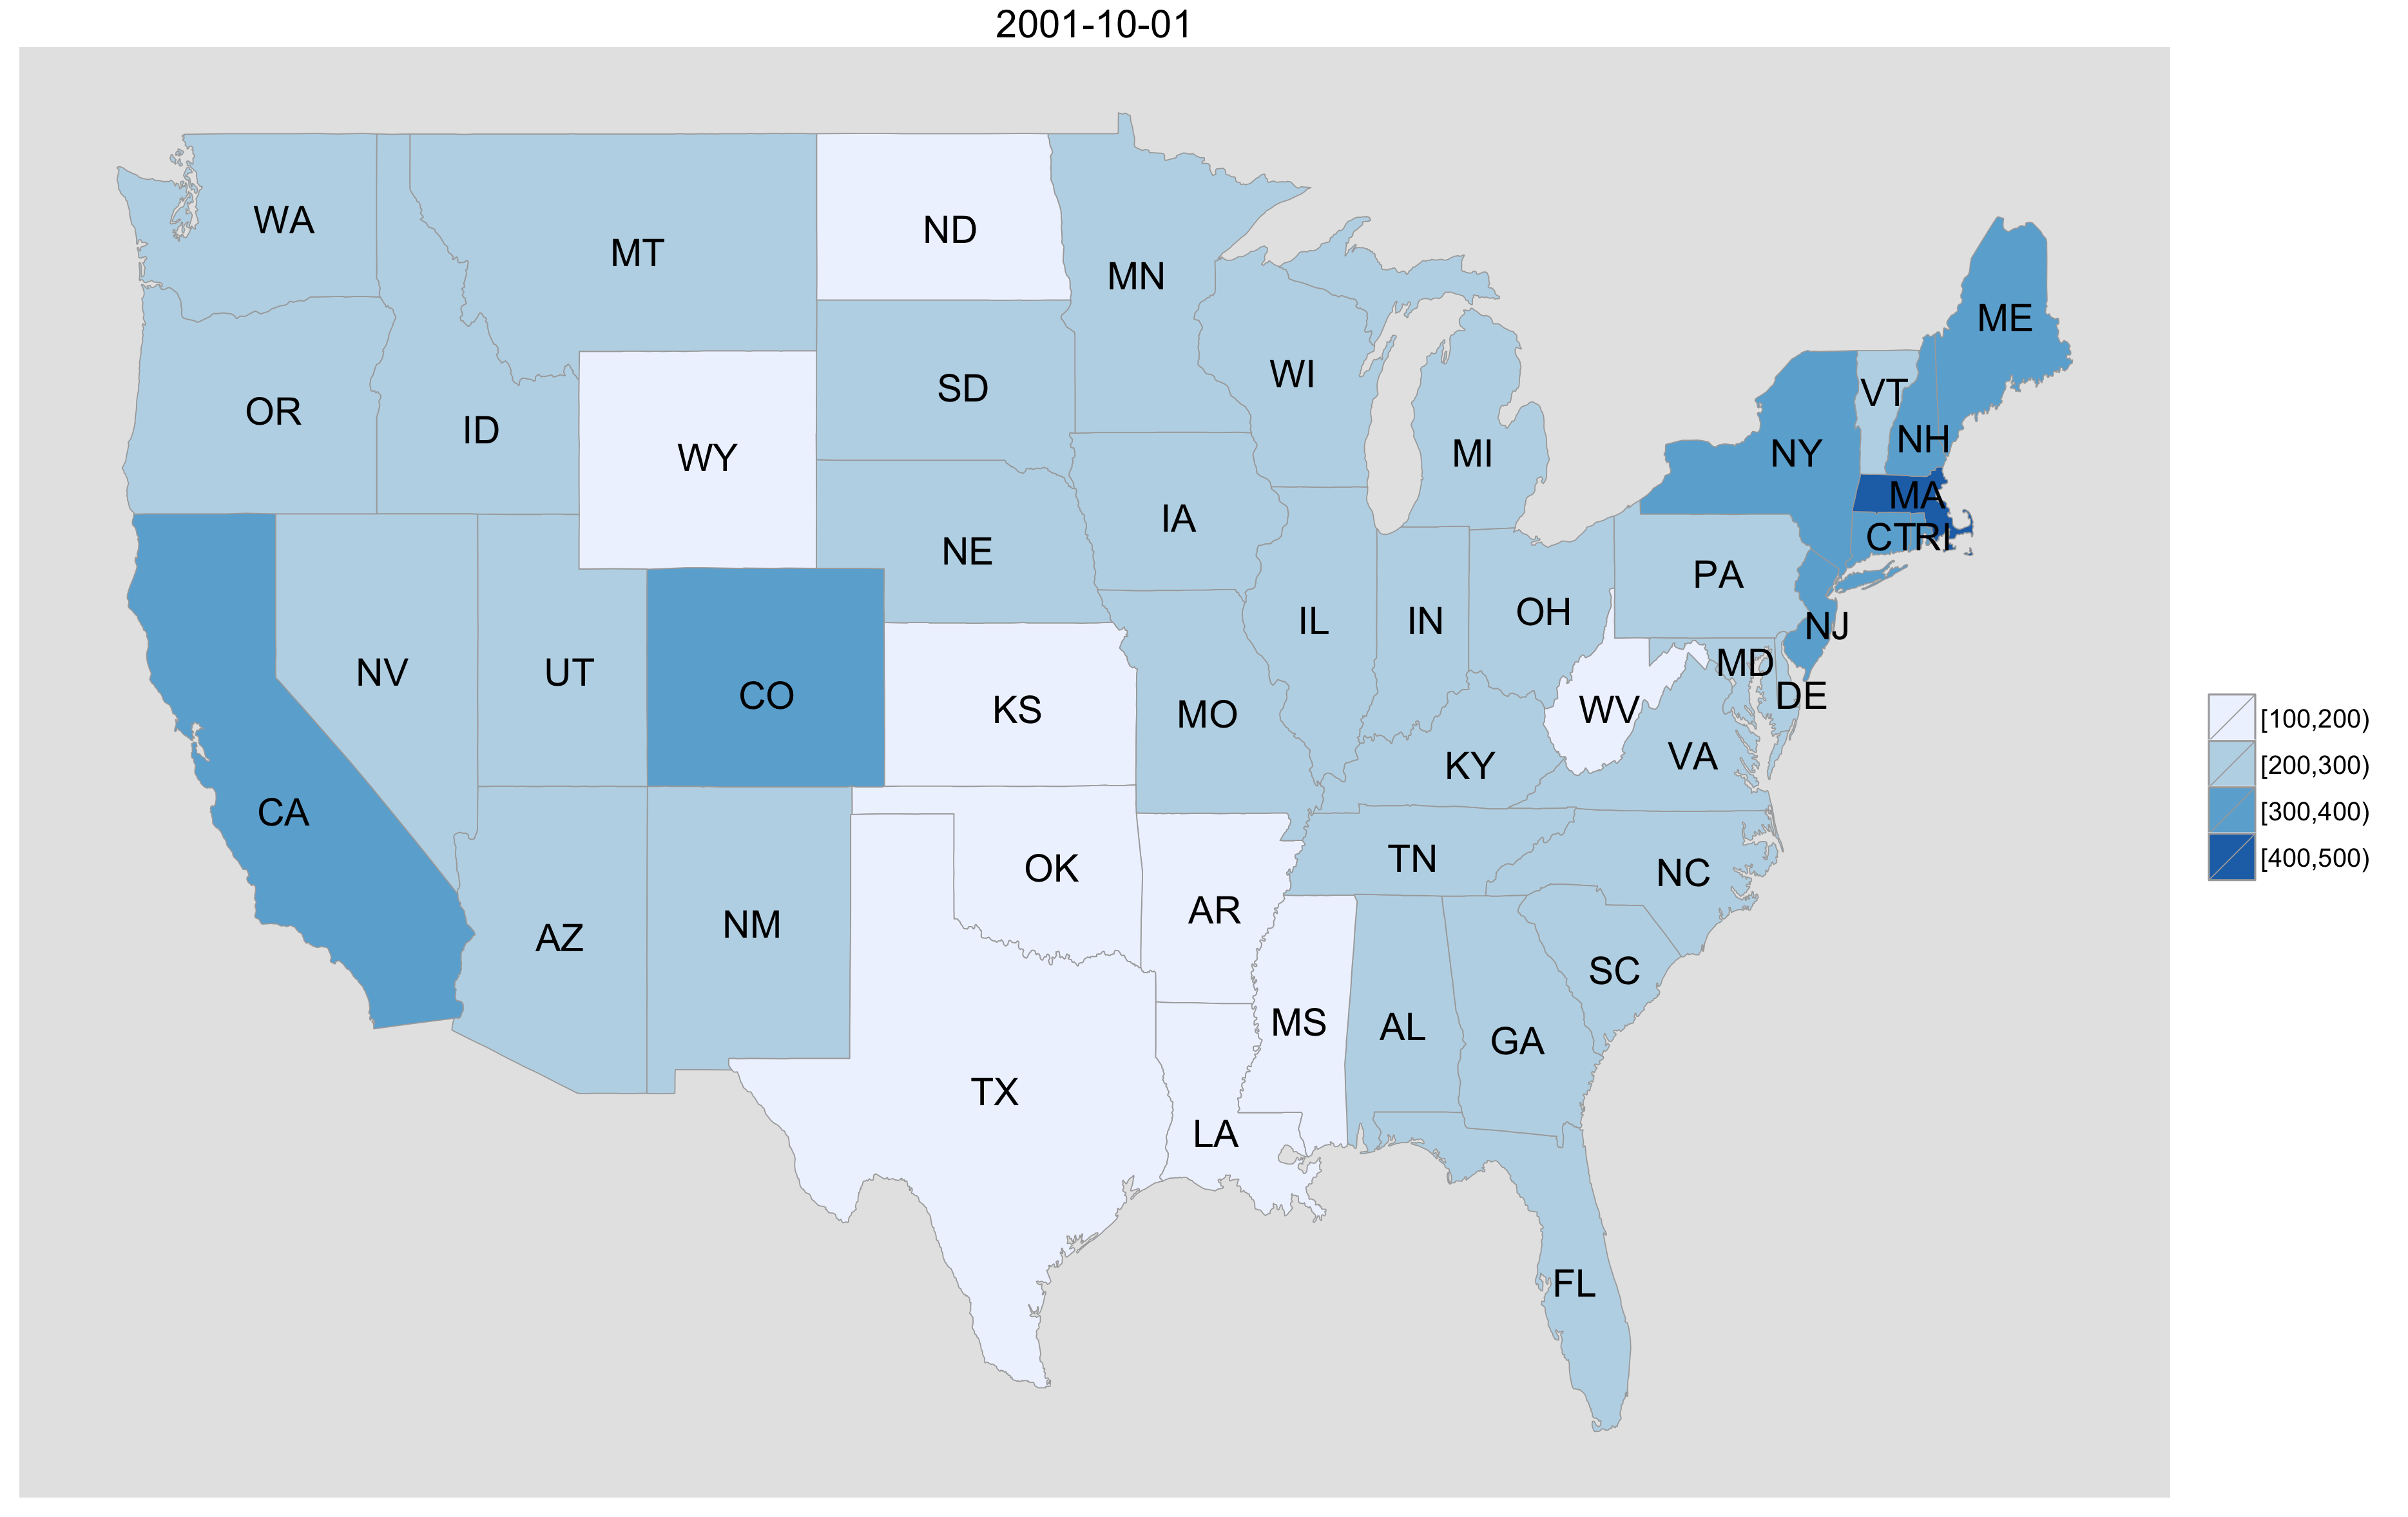 2001-10-01
WA
MT
ND
MN
ME
OR
ID
WY
SD
WI
MI
NY
VT
NH
MA
CT
RI
NE
IA
PA
NV
UT
CO
KS
MO
IL
IN
OH
NJ
MD
DE
WV
VA
KY
CA
AZ
NM
OK
AR
TN
NC
SC
TX
LA
MS
AL
GA
FL
[100,200)
[200,300)
[300,400)
[400,500)